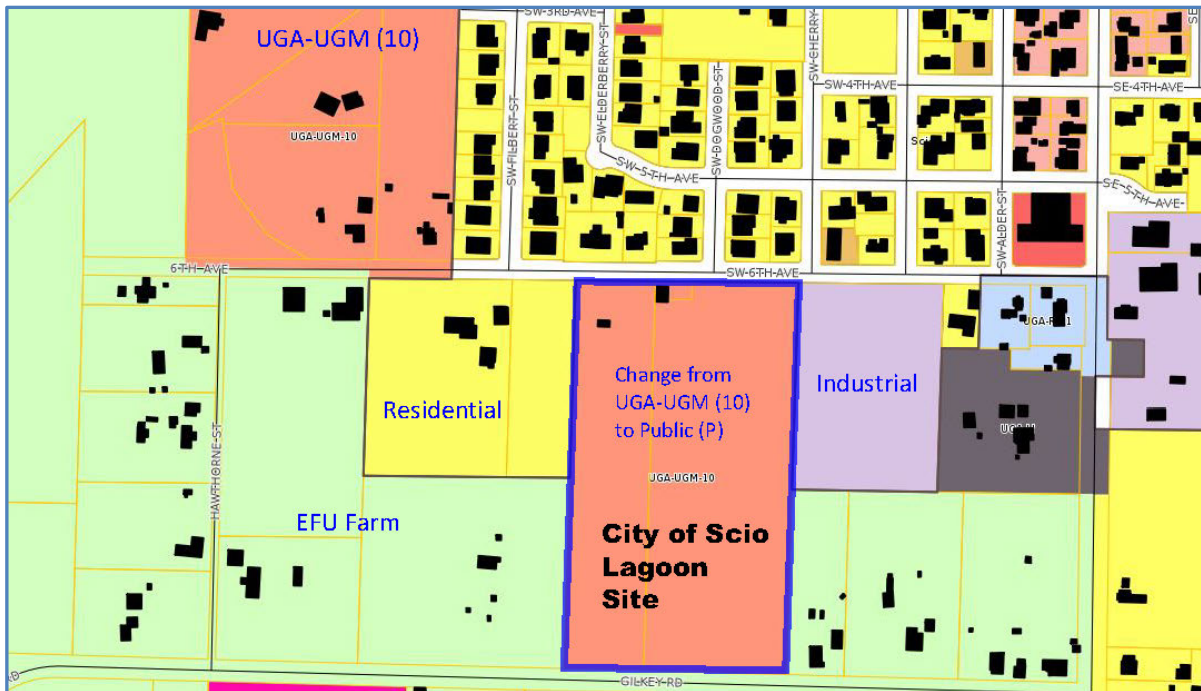 SW-3RD-AVE
UGA-UGM (10)
SW-CHERRY
SW-ELDERBERRY-ST
SW-4TH-AVE
SE-4TH-AVE
UGA-UGM-10
SW-FILBERT-ST
SW-DOGWOOD-ST
SW-5TH-AVE
SE-5TH-AVE
SW-ALDER-ST
6TH-AVE
SW-6TH-AVE
Change from
UGA-UGM (10)
to Public (P)
Industrial
Residential
HAWTHORNE-ST
UGA-UGM-10
EFU Farm
City of Scio
Lagoon
Site
GILKEY-RD